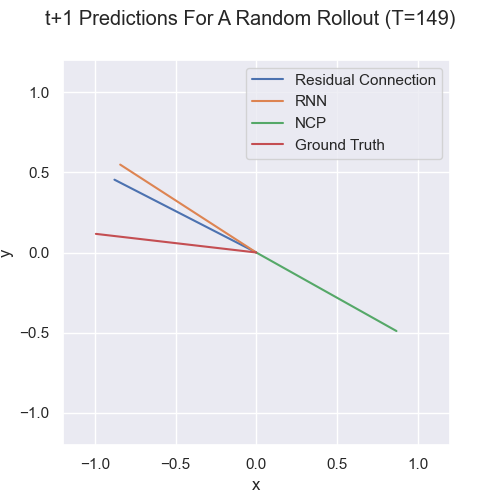 t+1 Predictions For A Random Rollout (T=149)
Residual Connection
RNN
NCP
Ground Truth
1.0
0.5
0.0
−0.5
−1.0
y
−1.0 −0.5 0.0 0.5 1.0
x